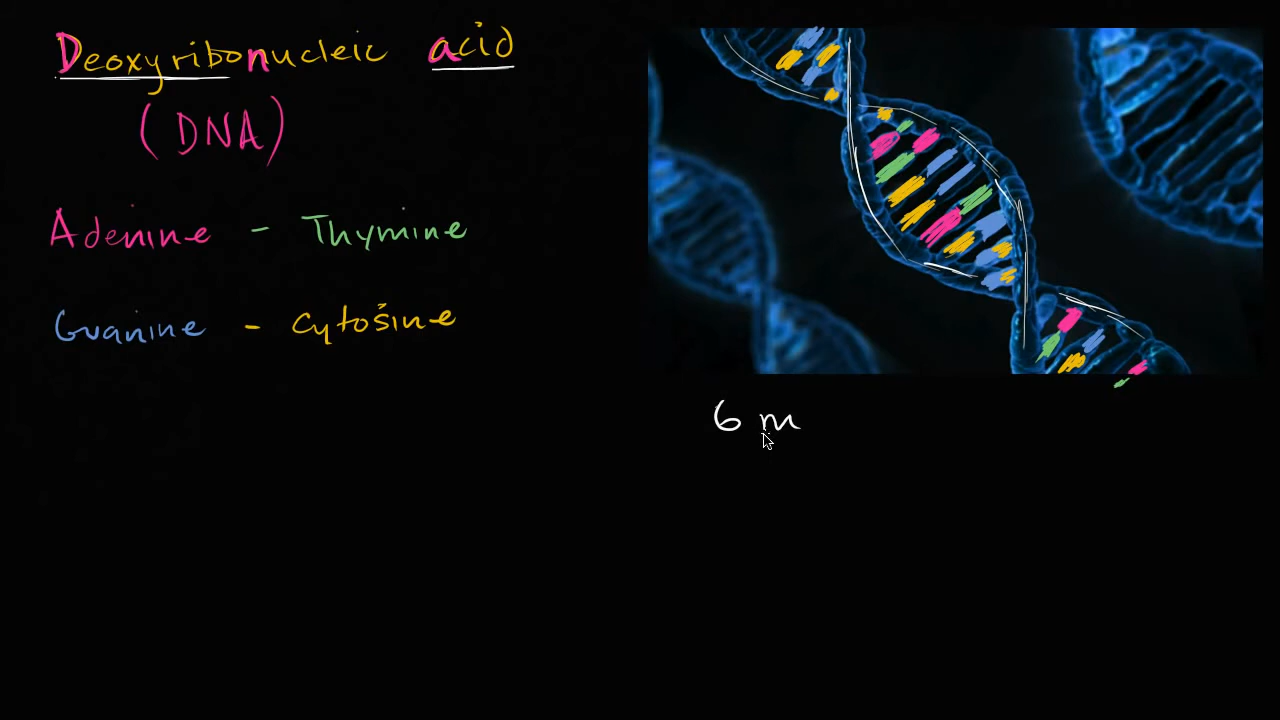 Deoxyribonucleic acid
(DNA)
Adenine - Thymine
Guanine - Cytosine
6 m